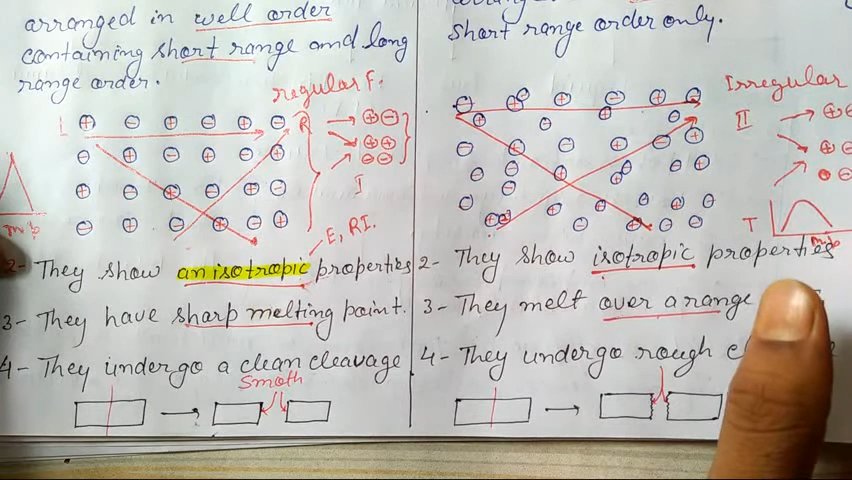 arranged in well order
containing short range and long
range order.
regular F.
L
R
I
E, RI.
m.p
2- They show anisotropic properties
3- They have sharp melting point.
4- They undergo a clean cleavage
Smoth
short range order only.
Irregular
II
T
m.p
2- They show isotropic properties
3- They melt over a range
4- They undergo rough